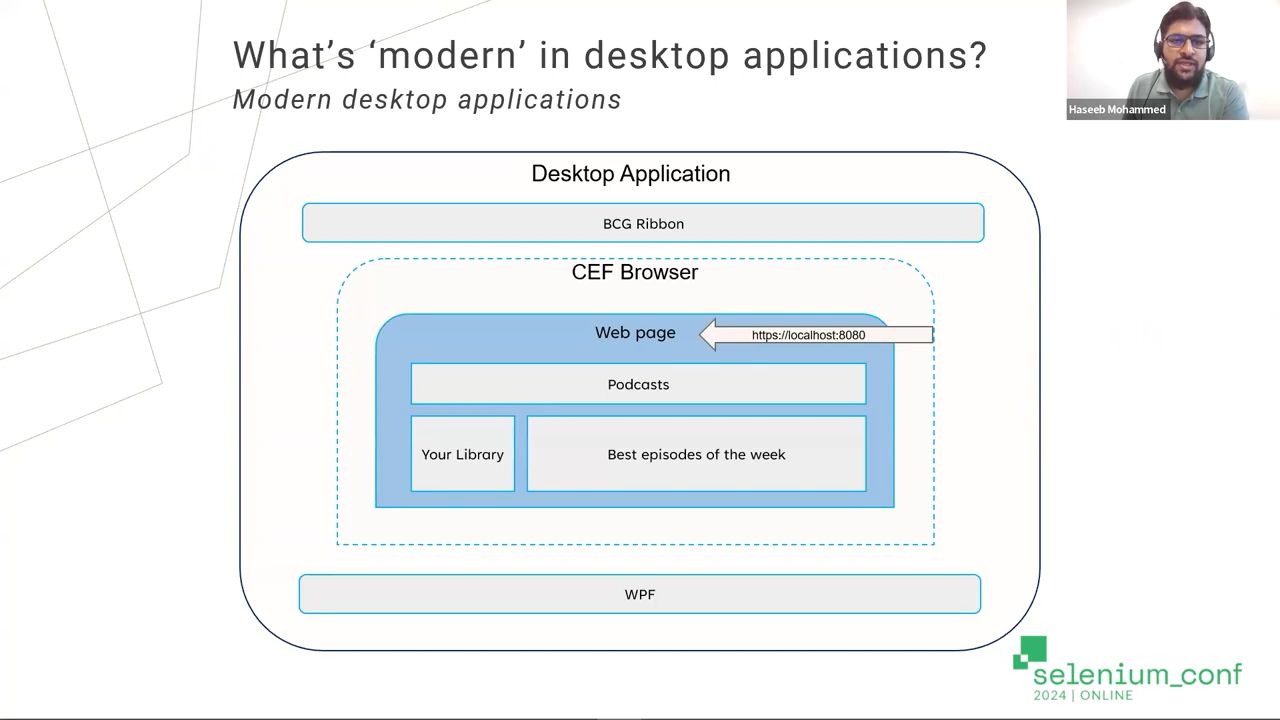 What's ‘modern’ in desktop applications?
Modern desktop applications
Haseeb Mohammed
Desktop Application
BCG Ribbon
CEF Browser
Web page
https://localhost:8080
Podcasts
Your Library
Best episodes of the week
WPF
selenium_conf
2024 | ONLINE